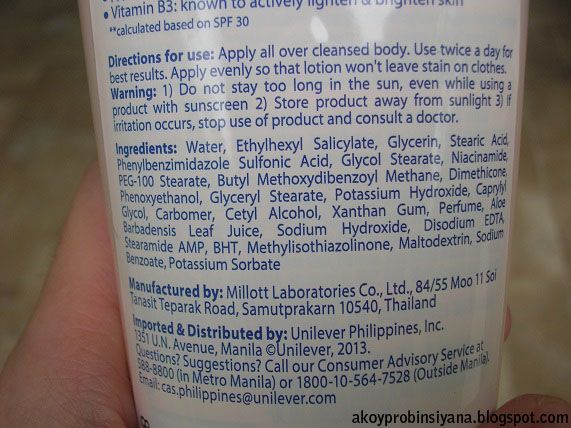 • Vitamin B3: known to actively lighten & brighten skin
**calculated based on SPF 30
Directions for use: Apply all over cleansed body. Use twice a day for
best results. Apply evenly so that lotion won't leave stain on clothes.
Warning: 1) Do not stay too long in the sun, even while using a
product with sunscreen 2) Store product away from sunlight 3) If
irritation occurs, stop use of product and consult a doctor.
Ingredients: Water, Ethylhexyl Salicylate, Glycerin, Stearic Acid,
Phenylbenzimidazole Sulfonic Acid, Glycol Stearate, Niacinamide,
PEG-100 Stearate, Butyl Methoxydibenzoyl Methane, Dimethicone,
Phenoxyethanol, Glyceryl Stearate, Potassium Hydroxide, Caprylyl
Glycol, Carbomer, Cetyl Alcohol, Xanthan Gum, Perfume, Aloe
Barbadensis Leaf Juice, Sodium Hydroxide, Disodium EDTA,
Stearamide AMP, BHT, Methylisothiazolinone, Maltodextrin, Sodium
Benzoate, Potassium Sorbate
Manufactured by: Millott Laboratories Co., Ltd., 84/55 Moo 11 Soi
Tanasit Teparak Road, Samutprakarn 10540, Thailand
Imported & Distributed by: Unilever Philippines, Inc.
1351 U.N. Avenue, Manila ©Unilever, 2013.
Questions? Suggestions? Call our Consumer Advisory Service at
588-8800 (in Metro Manila) or 1800-10-564-7528 (Outside Manila).
Email: cas.philippines@unilever.com
akoyprobinsiyana.blogspot.com